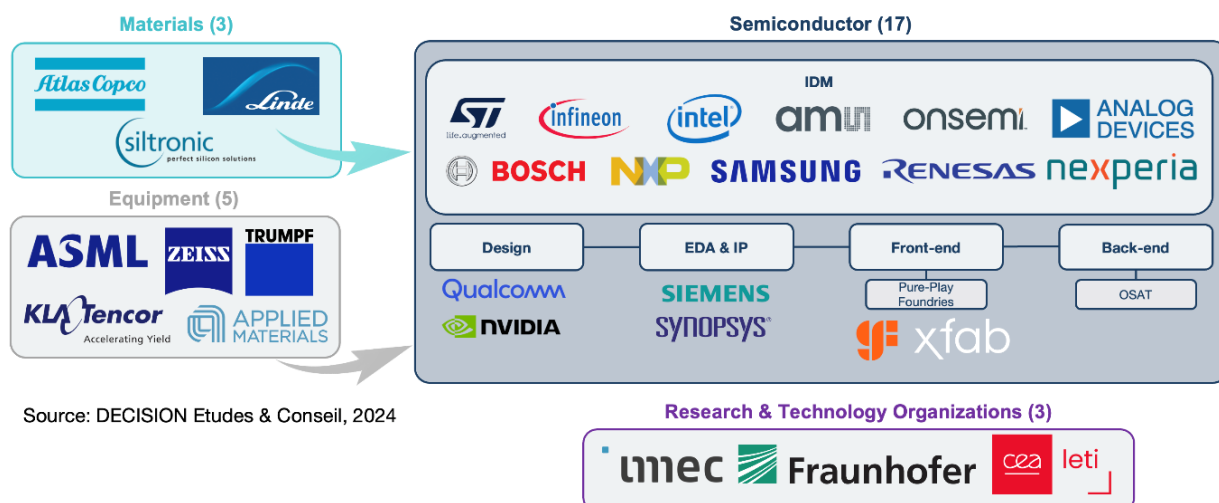 Materials (3)
Atlas Copco
Linde
siltronic
perfect silicon solutions
Equipment (5)
ASML
ZEISS
TRUMPF
KLA Tencor
Accelerating Yield
APPLIED
MATERIALS
Source: DECISION Etudes & Conseil, 2024
Semiconductor (17)
IDM
ST
life.augmented
infineon
intel
amun
onsemi
ANALOG
DEVICES
BOSCH
NXP
SAMSUNG
RENESAS
nexperia
Design
EDA & IP
Front-end
Back-end
Pure-Play
Foundries
OSAT
Qualcomm
NVIDIA
SIEMENS
SYNOPSYS®
GF
xfab
Research & Technology Organizations (3)
imec
Fraunhofer
cea
leti